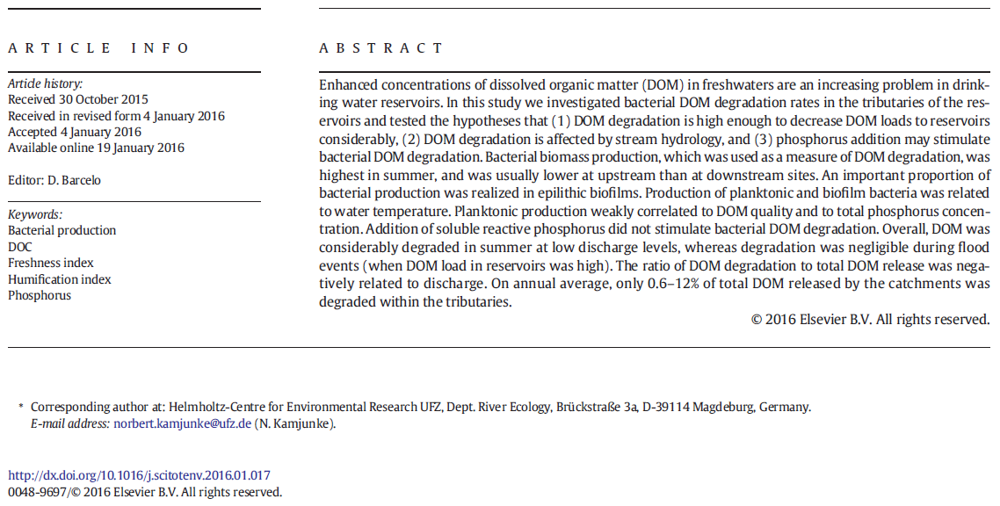 ARTICLE INFO
Article history:
Received 30 October 2015
Received in revised form 4 January 2016
Accepted 4 January 2016
Available online 19 January 2016
Editor: D. Barcelo
Keywords:
Bacterial production
DOC
Freshness index
Humification index
Phosphorus
ABSTRACT
Enhanced concentrations of dissolved organic matter (DOM) in freshwaters are an increasing problem in drink-
ing water reservoirs. In this study we investigated bacterial DOM degradation rates in the tributaries of the res-
ervoirs and tested the hypotheses that (1) DOM degradation is high enough to decrease DOM loads to reservoirs
considerably, (2) DOM degradation is affected by stream hydrology, and (3) phosphorus addition may stimulate
bacterial DOM degradation. Bacterial biomass production, which was used as a measure of DOM degradation, was
highest in summer, and was usually lower at upstream than at downstream sites. An important proportion of
bacterial production was realized in epilithic biofilms. Production of planktonic and biofilm bacteria was related
to water temperature. Planktonic production weakly correlated to DOM quality and to total phosphorus concen-
tration. Addition of soluble reactive phosphorus did not stimulate bacterial DOM degradation. Overall, DOM was
considerably degraded in summer at low discharge levels, whereas degradation was negligible during flood
events (when DOM load in reservoirs was high). The ratio of DOM degradation to total DOM release was nega-
tively related to discharge. On annual average, only 0.6–12% of total DOM released by the catchments was
degraded within the tributaries.
© 2016 Elsevier B.V. All rights reserved.
* Corresponding author at: Helmholtz-Centre for Environmental Research UFZ, Dept. River Ecology, Brückstraße 3a, D-39114 Magdeburg, Germany.
E-mail address: norbert.kamjunke@ufz.de (N. Kamjunke).
http://dx.doi.org/10.1016/j.scitotenv.2016.01.017
0048-9697/© 2016 Elsevier B.V. All rights reserved.